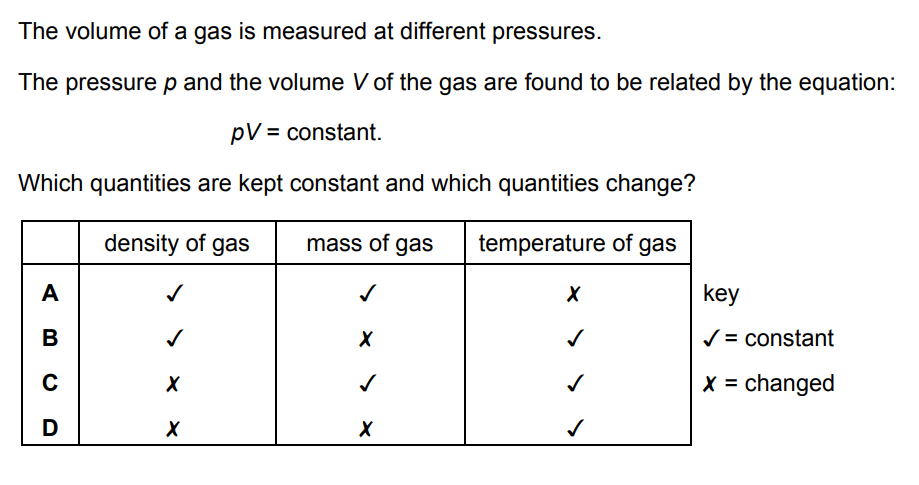 The volume of a gas is measured at different pressures.
The pressure p and the volume V of the gas are found to be related by the equation:
pV = constant.
Which quantities are kept constant and which quantities change?
density of gas mass of gas temperature of gas
A ✓ ✓ ✗ key
B ✓ ✗ ✓ ✓ = constant
C ✗ ✓ ✓ ✗ = changed
D ✗ ✗ ✓